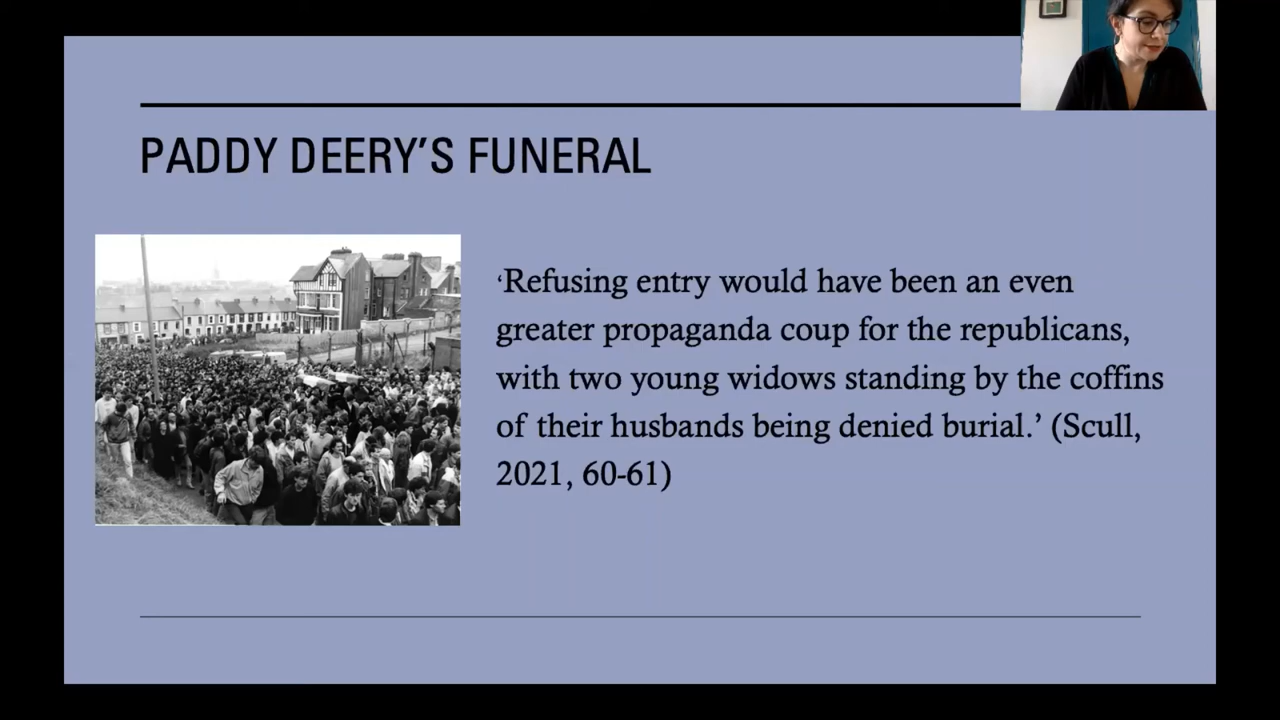 PADDY DEERY’S FUNERAL
‘Refusing entry would have been an even
greater propaganda coup for the republicans,
with two young widows standing by the coffins
of their husbands being denied burial.’ (Scull,
2021, 60-61)